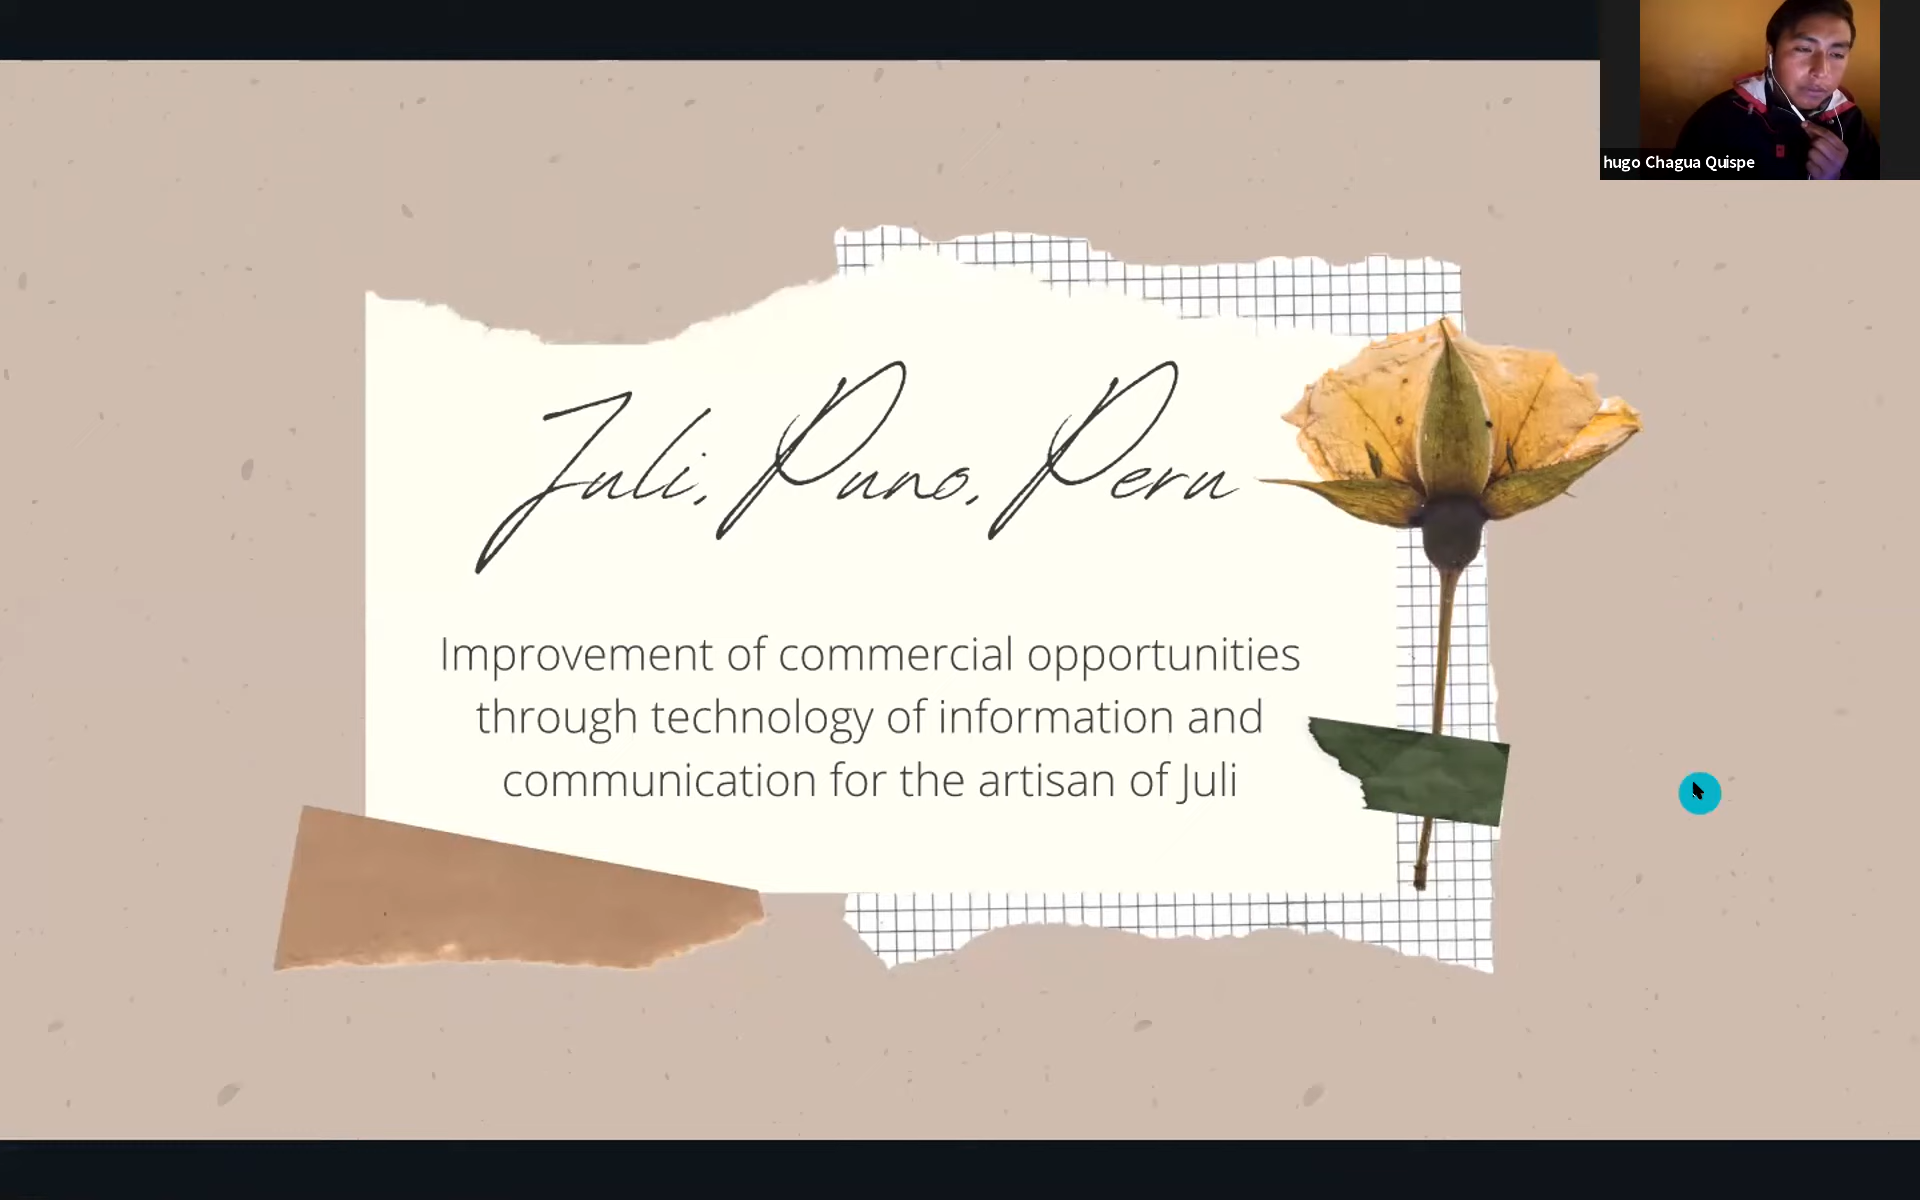 hugo Chagua Quispe
Juli, Puno, Peru
Improvement of commercial opportunities
through technology of information and
communication for the artisan of Juli